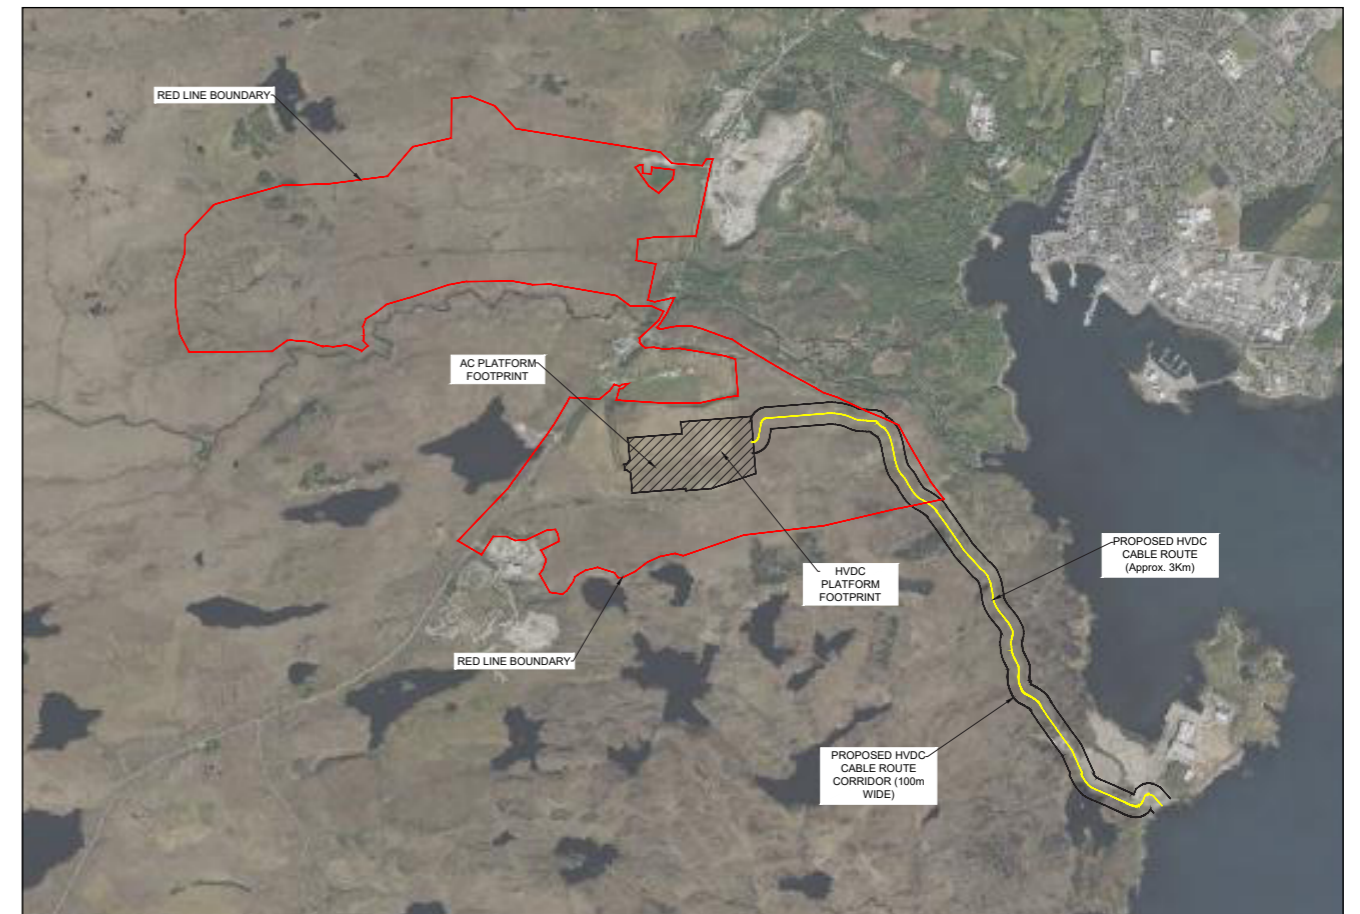 RED LINE BOUNDARY
AC PLATFORM
FOOTPRINT
PROPOSED HVDC
CABLE ROUTE
(Approx. 3Km)
HVDC
PLATFORM
FOOTPRINT
RED LINE BOUNDARY
PROPOSED HVDC
CABLE ROUTE
CORRIDOR (100m
WIDE)